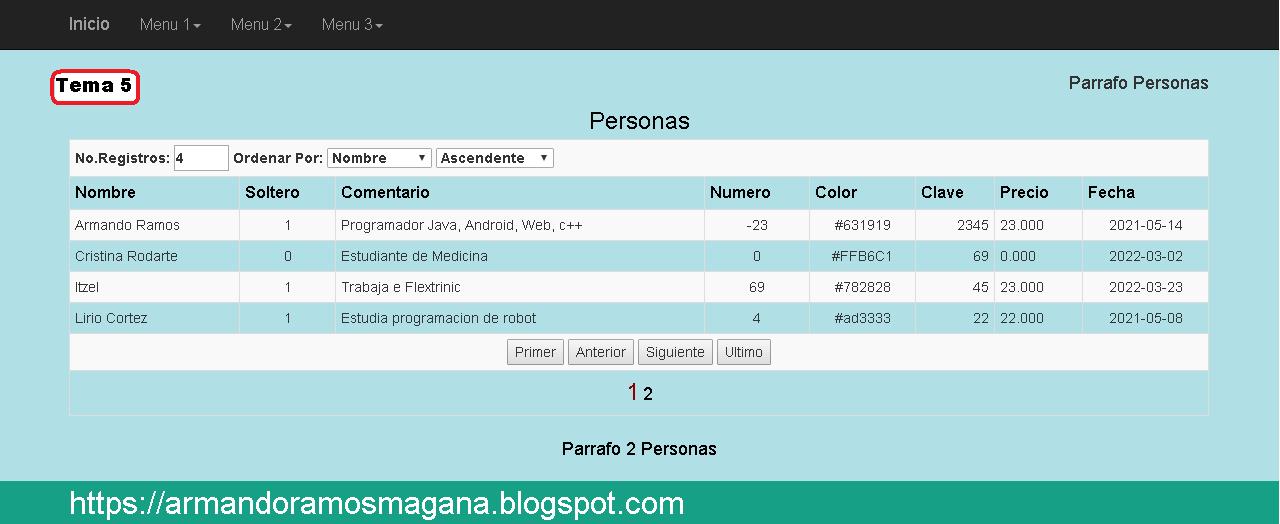 Inicio Menu 1 Menu 2 Menu 3
Tema 5
Parrafo Personas
Personas
No.Registros: 4 Ordenar Por: Nombre Ascendente
Nombre Soltero Comentario Numero Color Clave Precio Fecha
Armando Ramos 1 Programador Java, Android, Web, c++ -23 #631919 2345 23.000 2021-05-14
Cristina Rodarte 0 Estudiante de Medicina 0 #FFB6C1 69 0.000 2022-03-02
Itzel 1 Trabaja e Flextrinic 69 #782828 45 23.000 2022-03-23
Lirio Cortez 1 Estudia programacion de robot 4 #ad3333 22 22.000 2021-05-08
Primer Anterior Siguiente Ultimo
1 2
Parrafo 2 Personas
https://armandoramosmagana.blogspot.com